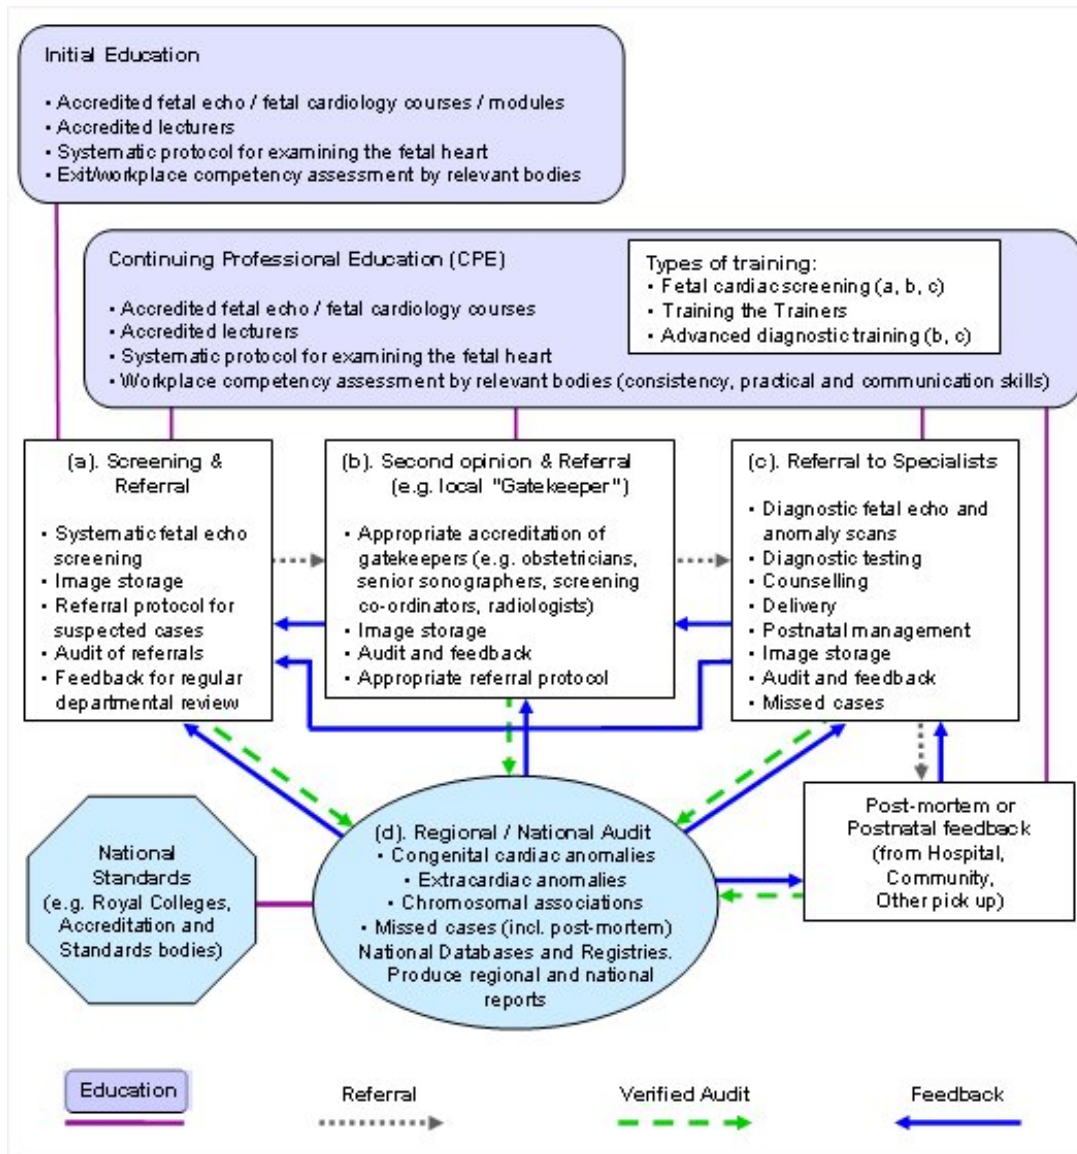 Initial Education
• Accredited fetal echo / fetal cardiology courses / modules
• Accredited lecturers
• Systematic protocol for examining the fetal heart
• Exit/workplace competency assessment by relevant bodies
Continuing Professional Education (CPE)
• Accredited fetal echo / fetal cardiology courses
• Accredited lecturers
• Systematic protocol for examining the fetal heart
• Workplace competency assessment by relevant bodies (consistency, practical and communication skills)
Types of training:
• Fetal cardiac screening (a, b, c)
• Training the Trainers
• Advanced diagnostic training (b, c)
(a). Screening &
Referral
• Systematic fetal echo
screening
• Image storage
• Referral protocol for
suspected cases
• Audit of referrals
• Feedback for regular
departmental review
(b). Second opinion & Referral
(e.g. local "Gatekeeper")
• Appropriate accreditation of
gatekeepers (e.g. obstetricians,
senior sonographers, screening
co-ordinators, radiologists)
• Image storage
• Audit and feedback
• Appropriate referral protocol
(c). Referral to Specialists
• Diagnostic fetal echo and
anomaly scans
• Diagnostic testing
• Counselling
• Delivery
• Postnatal management
• Image storage
• Audit and feedback
• Missed cases
National
Standards
(e.g. Royal Colleges,
Accreditation and
Standards bodies)
(d). Regional / National Audit
• Congenital cardiac anomalies
• Extracardiac anomalies
• Chromosomal associations
• Missed cases (incl. post-mortem)
National Databases and Registries.
Produce regional and national
reports
Post-mortem or
Postnatal feedback
(from Hospital,
Community,
Other pick up)
Education
Referral
Verified Audit
Feedback